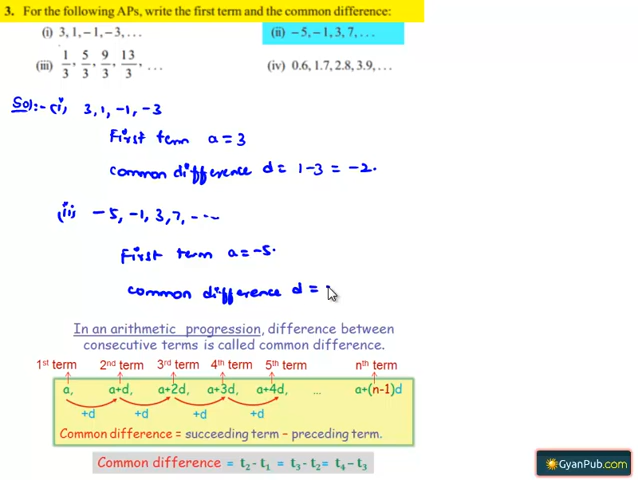 3. For the following APs, write the first term and the common difference:
(i) 3, 1, −1, −3, . . . (ii) −5, −1, 3, 7, . . .
(iii) 1/3, 5/3, 9/3, 13/3, . . . (iv) 0.6, 1.7, 2.8, 3.9, . . .
Sol:- (i) 3, 1, -1, -3
First term a = 3
common difference d = 1-3 = -2.
(ii) -5, -1, 3, 7, ...
First term a = -5.
common difference d =
In an arithmetic progression, difference between
consecutive terms is called common difference.
1st term 2nd term 3rd term 4th term 5th term nth term
a, a+d, a+2d, a+3d, a+4d, ... a+(n-1)d
+d +d +d +d
Common difference = succeeding term – preceding term.
Common difference = t₂ - t₁ = t₃ - t₂ = t₄ – t₃
GyanPub.com